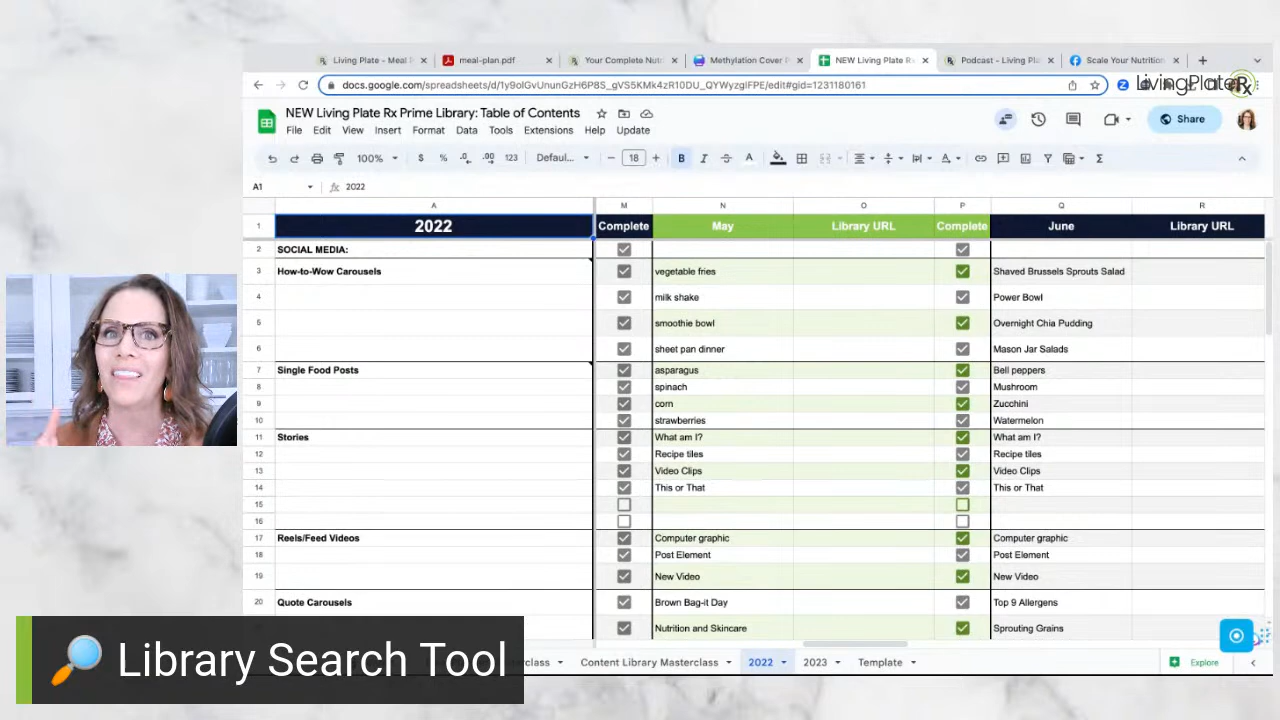 Living Plate - Meal P
meal-plan.pdf
Your Complete Nutr
Methylation Cover P
NEW Living Plate Rx
Podcast - Living Pla
Scale Your Nutrition
docs.google.com/spreadsheets/d/1y9olGvUnunGzH6P8S_gVS5KMk4zR10DU_QYWyzgIFPE/edit#gid=1231180161
LivingPlateRx
NEW Living Plate Rx Prime Library: Table of Contents
File Edit View Insert Format Data Tools Extensions Help Update
Share
100% $ % .0 .00 123 Defaul... 18 B I S A Σ
A1 fx 2022
A M N O P Q R
1 2022 Complete May Library URL Complete June Library URL
2 SOCIAL MEDIA:
3 How-to-Wow Carousels vegetable fries Shaved Brussels Sprouts Salad
4 milk shake Power Bowl
5 smoothie bowl Overnight Chia Pudding
6 sheet pan dinner Mason Jar Salads
7 Single Food Posts asparagus Bell peppers
8 spinach Mushroom
9 corn Zucchini
10 strawberries Watermelon
11 Stories What am I? What am I?
12 Recipe tiles Recipe tiles
13 Video Clips Video Clips
14 This or That This or That
15
16
17 Reels/Feed Videos Computer graphic Computer graphic
18 Post Element Post Element
19 New Video New Video
20 Quote Carousels Brown Bag-it Day Top 9 Allergens
Nutrition and Skincare Sprouting Grains
Library Search Tool
Content Library Masterclass 2022 2023 Template Explore